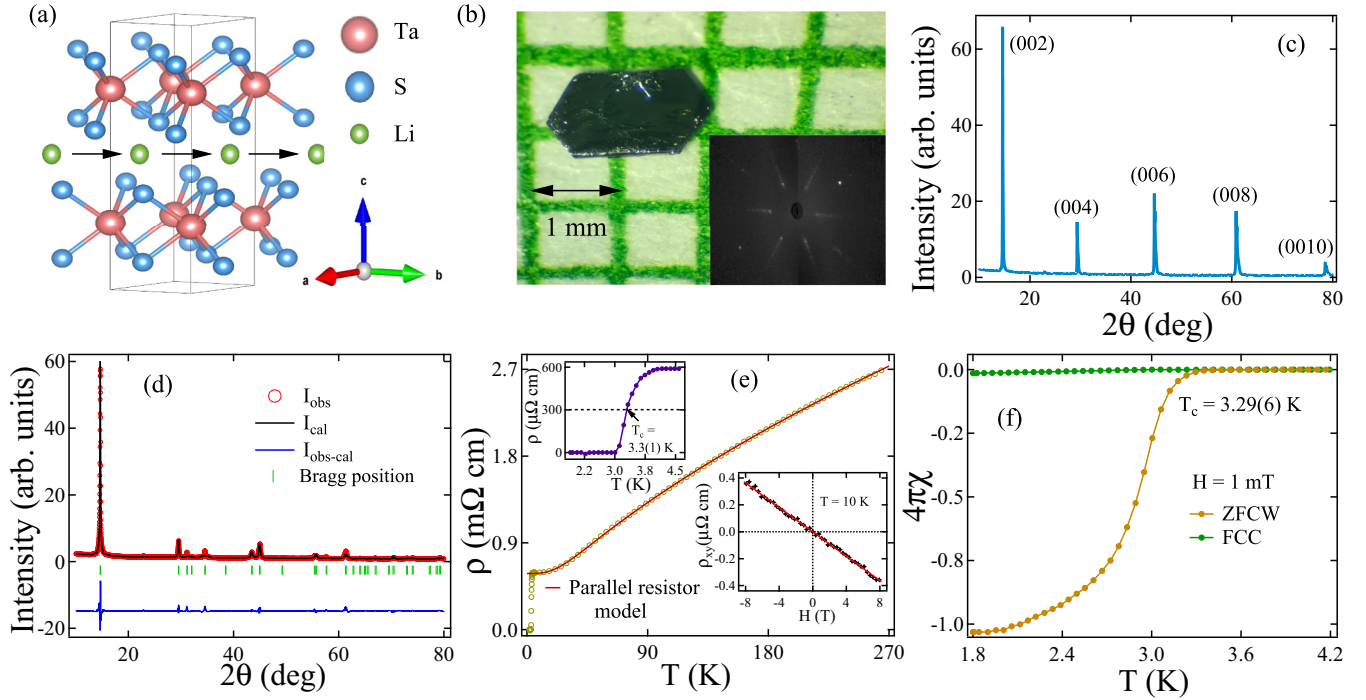 (a)
Ta
S
Li
c
a
b
(b)
1 mm
(c)
Intensity (arb. units)
60
40
20
0
(002)
(004)
(006)
(008)
(0010)
20
40
60
80
2θ (deg)
(d)
Intensity (arb. units)
60
40
20
0
-20
I_obs
I_cal
I_obs-cal
Bragg position
20
40
60
80
2θ (deg)
(e)
ρ (mΩ cm)
2.7
1.8
0.9
0.0
0
90
180
270
T (K)
Parallel resistor
model
ρ (μΩ cm)
600
300
0
T_c =
3.3(1) K
2.2
3.0
3.8
4.5
T (K)
ρ_xy(μΩ cm)
0.4
0.2
0.0
-0.2
-0.4
T = 10 K
-8
-4
0
4
8
H (T)
(f)
4πχ
0.0
-0.3
-0.5
-0.8
-1.0
T_c = 3.29(6) K
H = 1 mT
ZFCW
FCC
1.8
2.4
3.0
3.6
4.2
T (K)